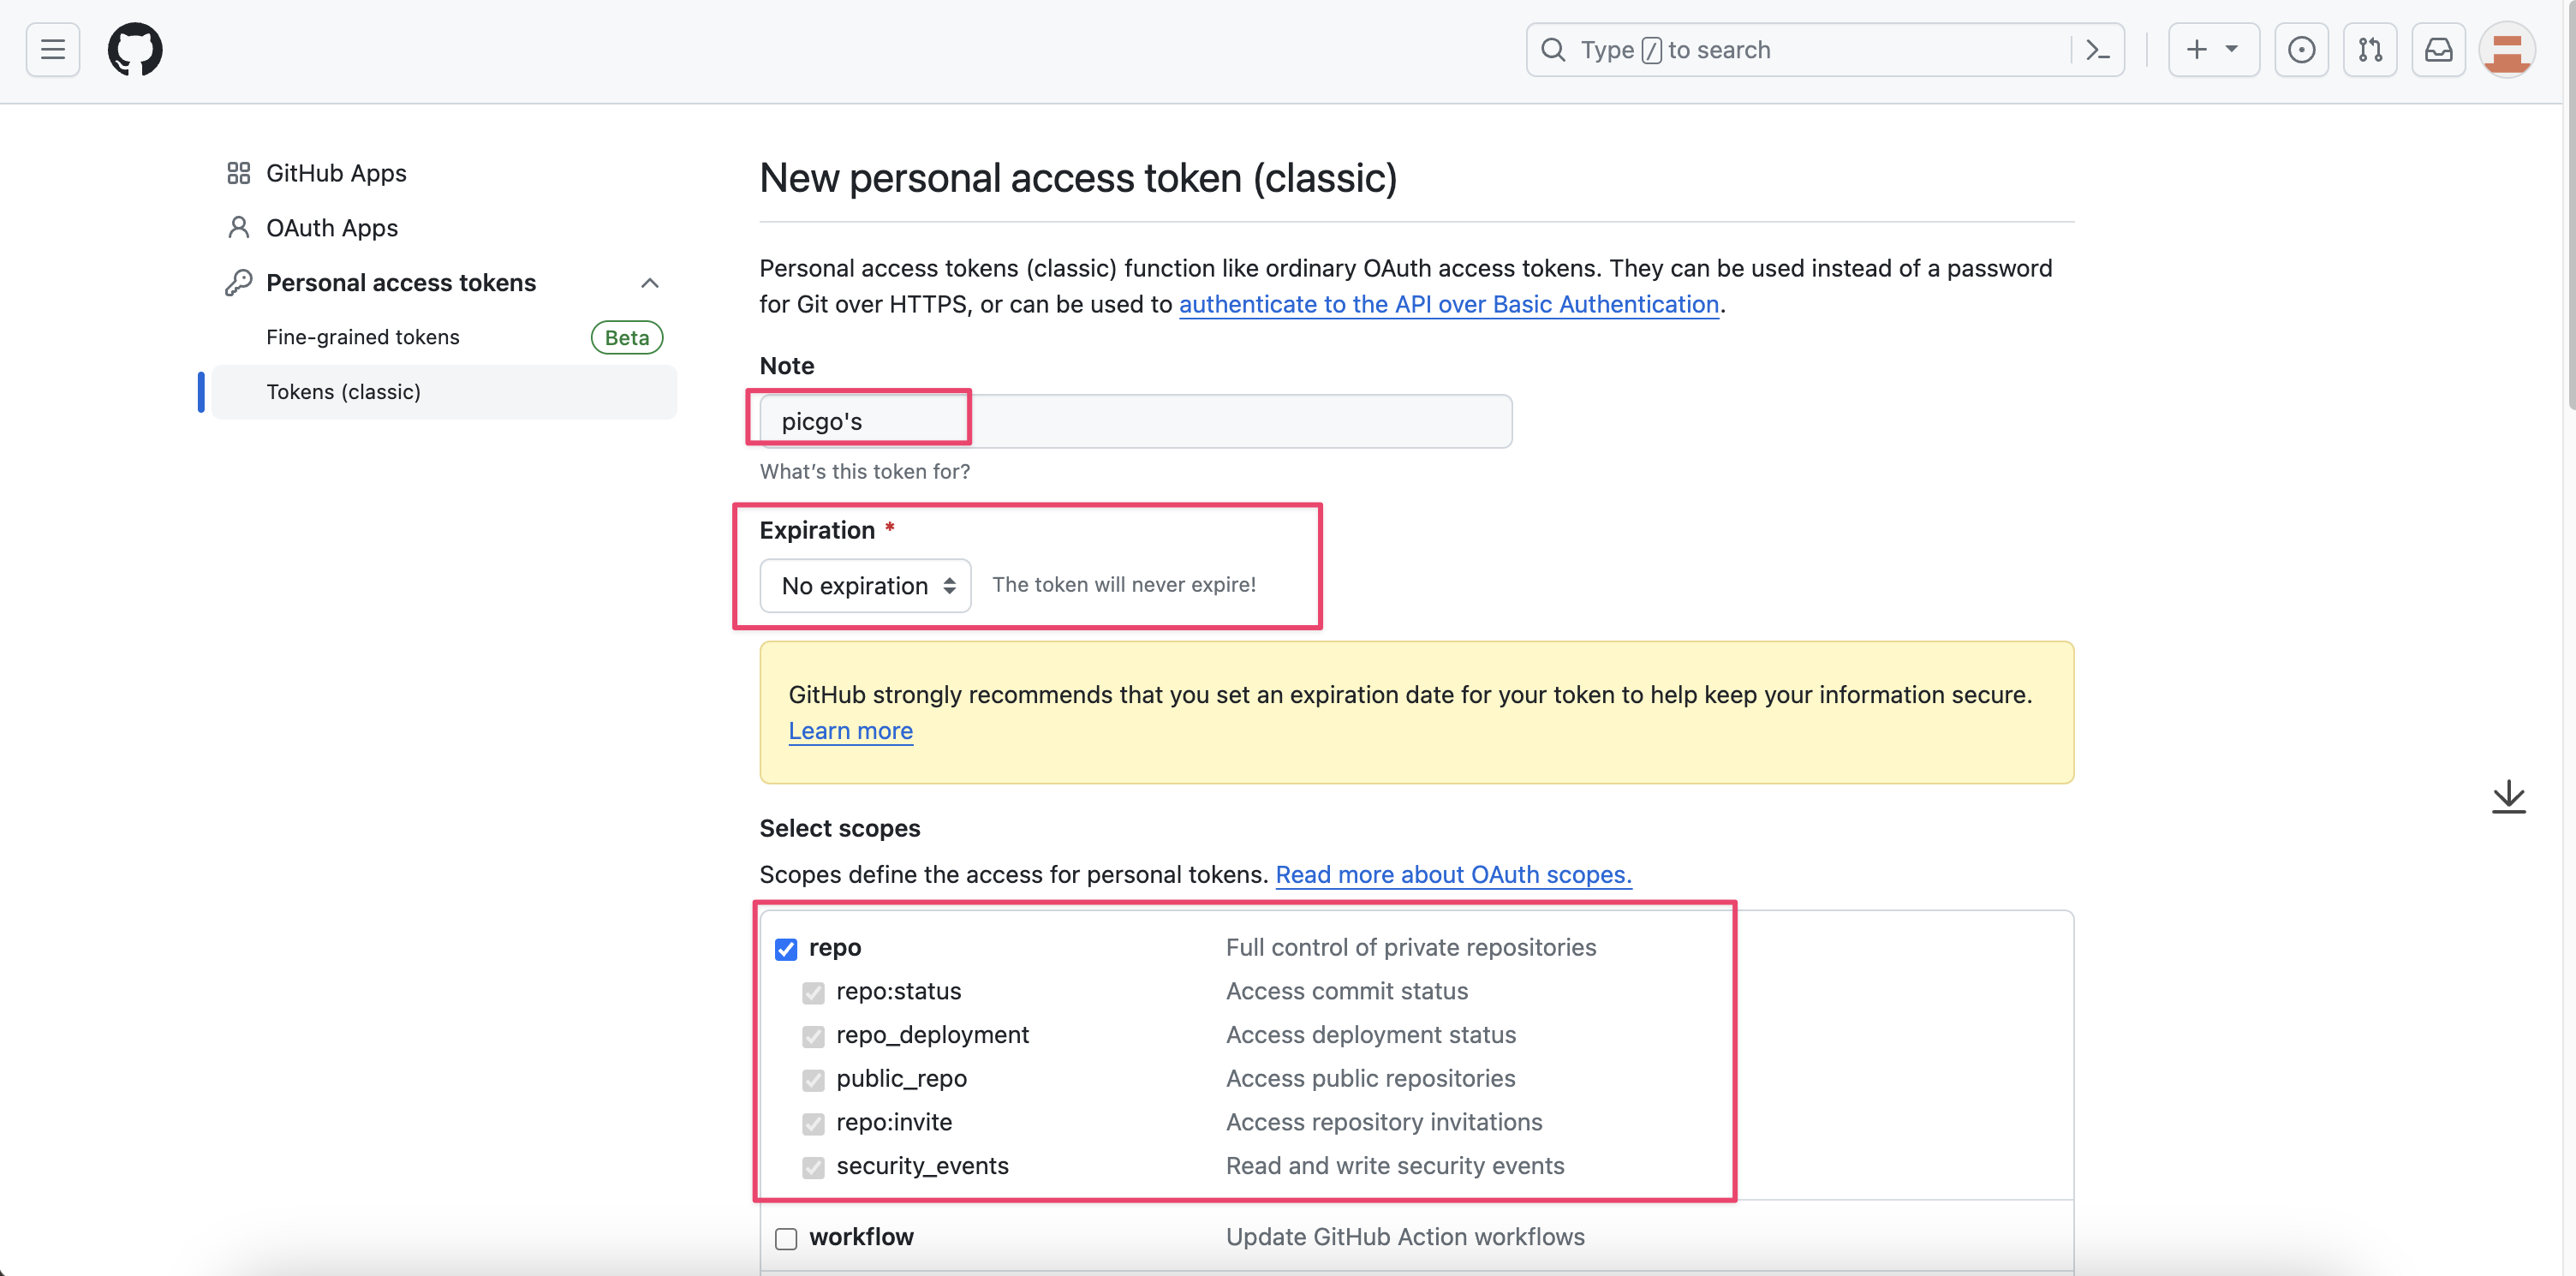 Type / to search
GitHub Apps
OAuth Apps
Personal access tokens
Fine-grained tokens
Beta
Tokens (classic)
New personal access token (classic)
Personal access tokens (classic) function like ordinary OAuth access tokens. They can be used instead of a password
for Git over HTTPS, or can be used to authenticate to the API over Basic Authentication.
Note
picgo's
What's this token for?
Expiration *
No expiration
The token will never expire!
GitHub strongly recommends that you set an expiration date for your token to help keep your information secure.
Learn more
Select scopes
Scopes define the access for personal tokens. Read more about OAuth scopes.
repo Full control of private repositories
repo:status Access commit status
repo_deployment Access deployment status
public_repo Access public repositories
repo:invite Access repository invitations
security_events Read and write security events
workflow Update GitHub Action workflows